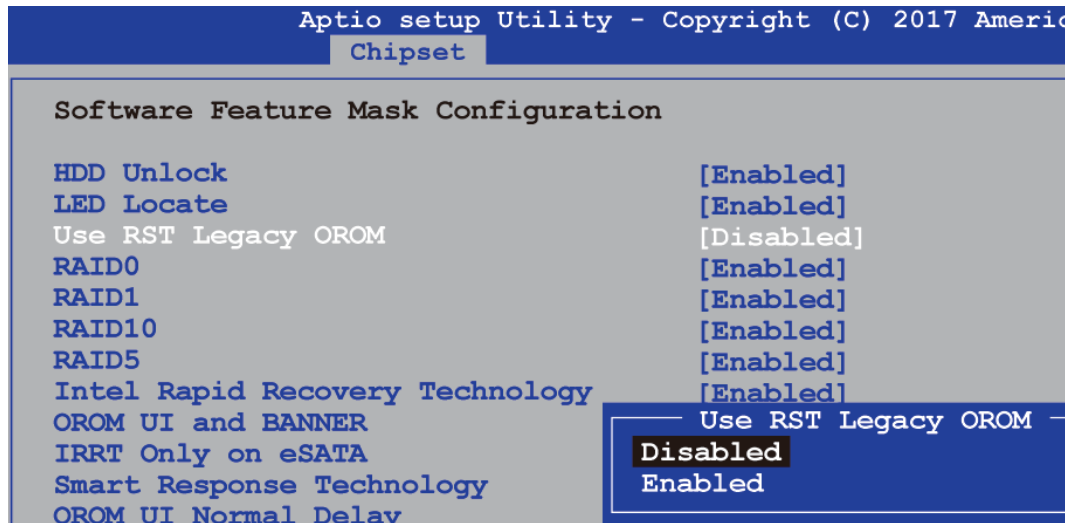 Aptio setup Utility - Copyright (C) 2017 Americ
Chipset
Software Feature Mask Configuration
HDD Unlock [Enabled]
LED Locate [Enabled]
Use RST Legacy OROM [Disabled]
RAID0 [Enabled]
RAID1 [Enabled]
RAID10 [Enabled]
RAID5 [Enabled]
Intel Rapid Recovery Technology [Enabled]
OROM UI and BANNER
IRRT Only on eSATA
Smart Response Technology
OROM UI Normal Delay
Use RST Legacy OROM
Disabled
Enabled